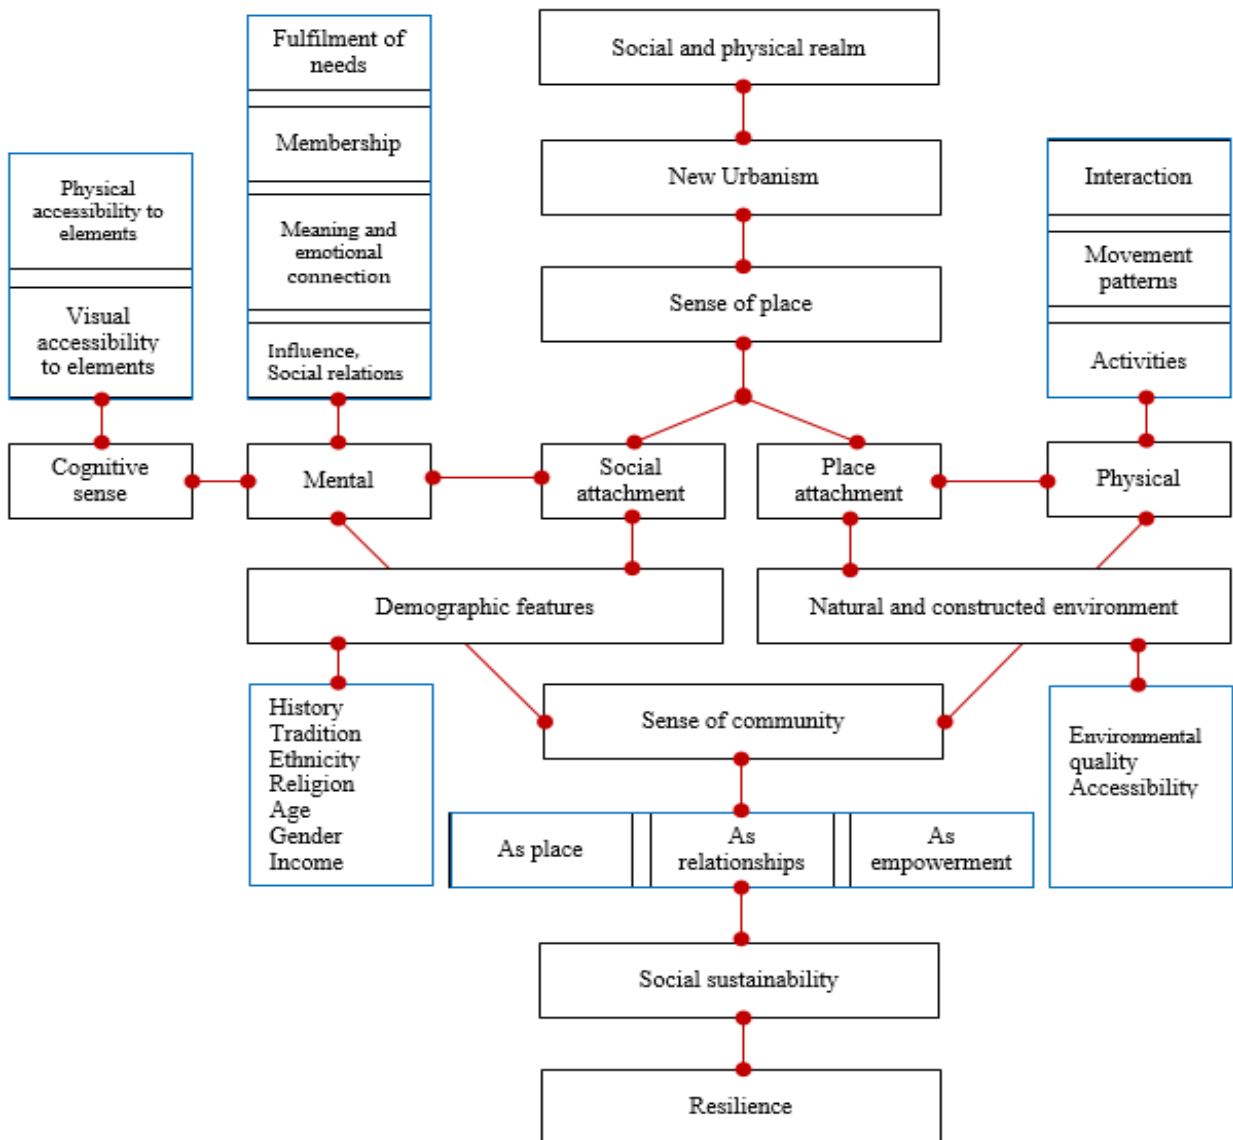 Fulfilment of
needs
Social and physical realm
Membership
New Urbanism
Physical
accessibility to
elements
Interaction
Meaning and
emotional
connection
Movement
patterns
Sense of place
Visual
accessibility
to elements
Influence,
Social relations
Activities
Cognitive
sense
Mental
Social
attachment
Place
attachment
Physical
Demographic features
Natural and constructed environment
History
Tradition
Ethnicity
Religion
Age
Gender
Income
Sense of community
Environmental
quality
Accessibility
As place
As
relationships
As
empowerment
Social sustainability
Resilience